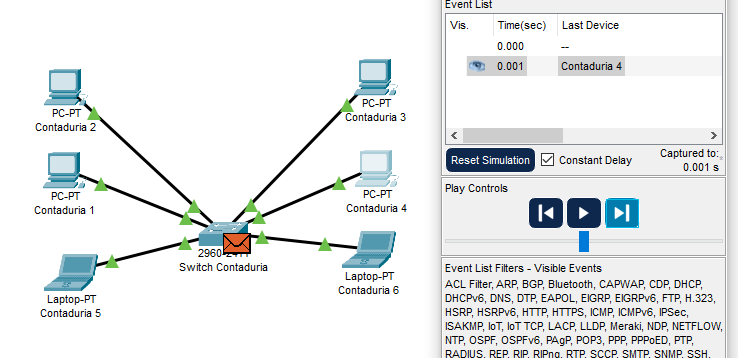 Event List
Vis. Time(sec) Last Device
0.000 --
0.001 Contaduria 4
Reset Simulation Constant Delay Captured to:
0.001 s
Play Controls
Event List Filters - Visible Events
ACL Filter, ARP, BGP, Bluetooth, CAPWAP, CDP, DHCP,
DHCPv6, DNS, DTP, EAPOL, EIGRP, EIGRPv6, FTP, H.323,
HSRP, HSRPv6, HTTP, HTTPS, ICMP, ICMPv6, IPSec,
ISAKMP, IoT, IoT TCP, LACP, LLDP, Meraki, NDP, NETFLOW,
NTP, OSPF, OSPFv6, PAgP, POP3, PPP, PPPoED, PTP,
RADIUS, REP, RIP, RIPng, RTP, SCCP, SMTP, SNMP, SSH,
PC-PT
Contaduria 2
PC-PT
Contaduria 3
PC-PT
Contaduria 1
PC-PT
Contaduria 4
Switch Contaduria
Laptop-PT
Contaduria 5
Laptop-PT
Contaduria 6